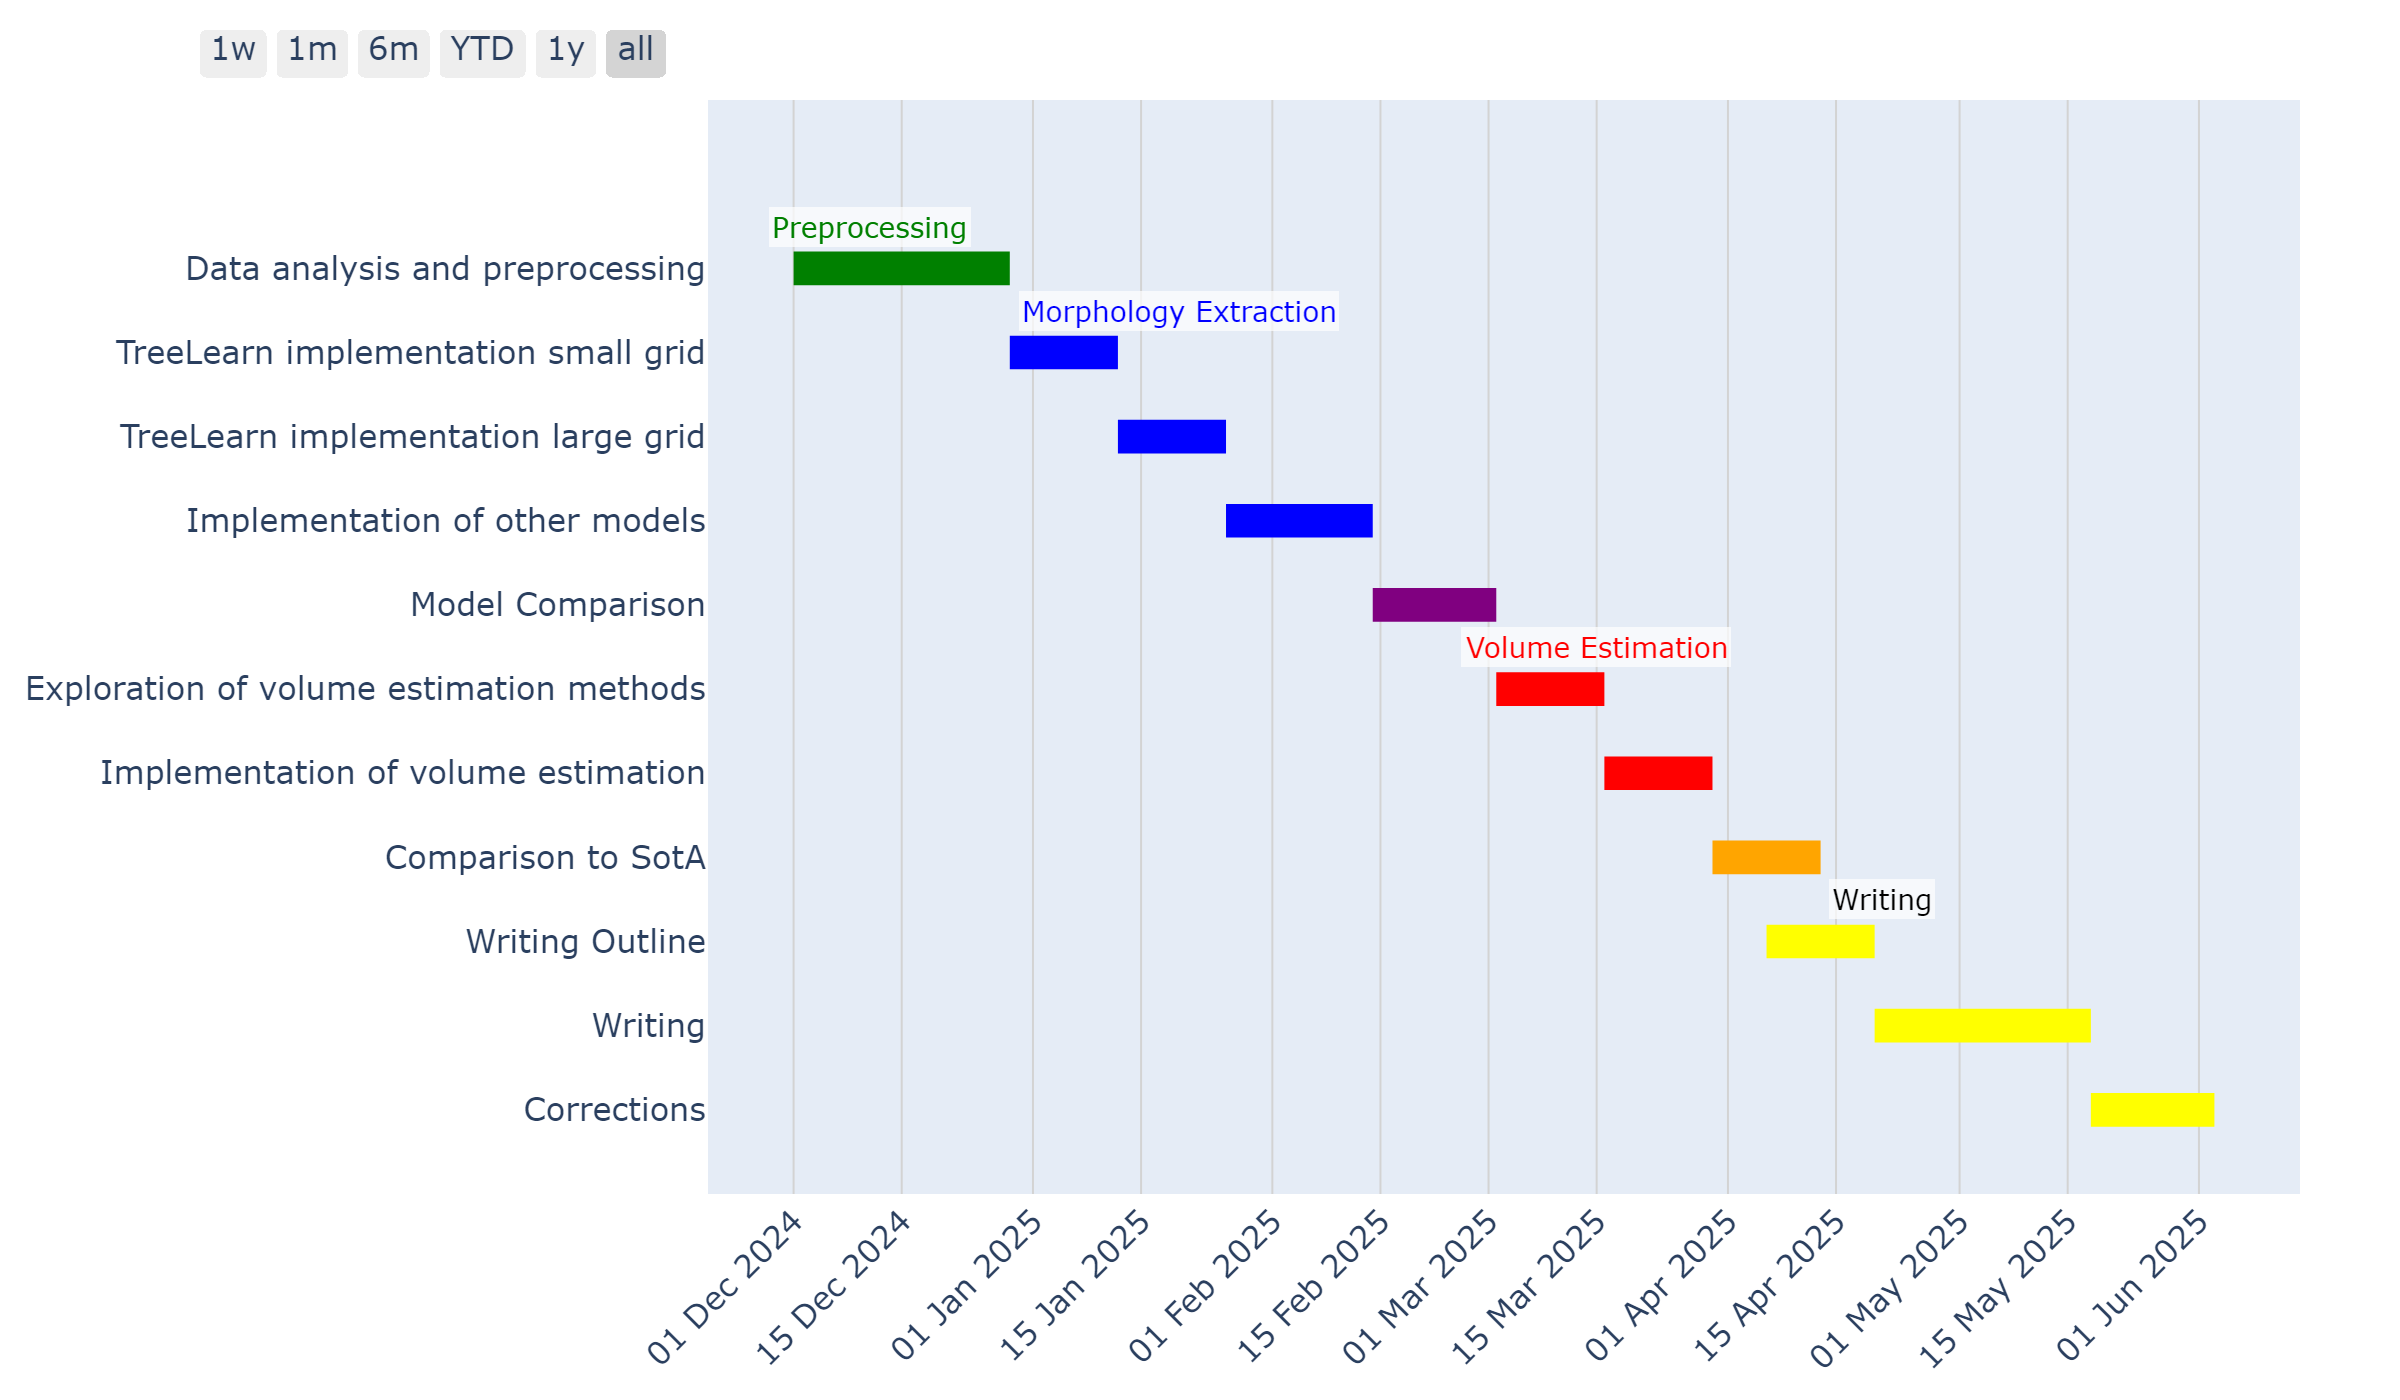 1w 1m 6m YTD 1y all
Preprocessing
Data analysis and preprocessing
Morphology Extraction
TreeLearn implementation small grid
TreeLearn implementation large grid
Implementation of other models
Model Comparison
Volume Estimation
Exploration of volume estimation methods
Implementation of volume estimation
Comparison to SotA
Writing
Writing Outline
Writing
Corrections
01 Dec 2024
15 Dec 2024
01 Jan 2025
15 Jan 2025
01 Feb 2025
15 Feb 2025
01 Mar 2025
15 Mar 2025
01 Apr 2025
15 Apr 2025
01 May 2025
15 May 2025
01 Jun 2025